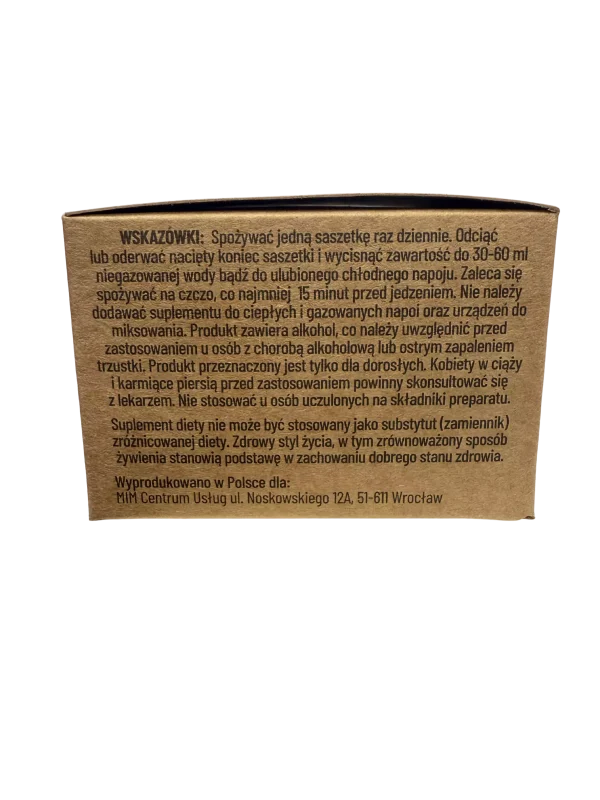 WSKAZÓWKI: Spożywać jedną saszetkę raz dziennie. Odciąć
lub oderwać nacięty koniec saszetki i wycisnąć zawartość do 30-60 ml
niegazowanej wody bądź do ulubionego chłodnego napoju. Zaleca się
spożywać na czczo, co najmniej 15 minut przed jedzeniem. Nie należy
dodawać suplementu do ciepłych i gazowanych napoi oraz urządzeń do
miksowania. Produkt zawiera alkohol, co należy uwzględnić przed
zastosowaniem u osób z chorobą alkoholową lub ostrym zapaleniem
trzustki. Produkt przeznaczony jest tylko dla dorosłych. Kobiety w ciąży
i karmiące piersią przed zastosowaniem powinny skonsultować się
z lekarzem. Nie stosować u osób uczulonych na składniki preparatu.
Suplement diety nie może być stosowany jako substytut (zamiennik)
zróżnicowanej diety. Zdrowy styl życia, w tym zrównoważony sposób
żywienia stanowią podstawę w zachowaniu dobrego stanu zdrowia.
Wyprodukowano w Polsce dla:
MIM Centrum Usług ul. Noskowskiego 12A, 51-611 Wrocław